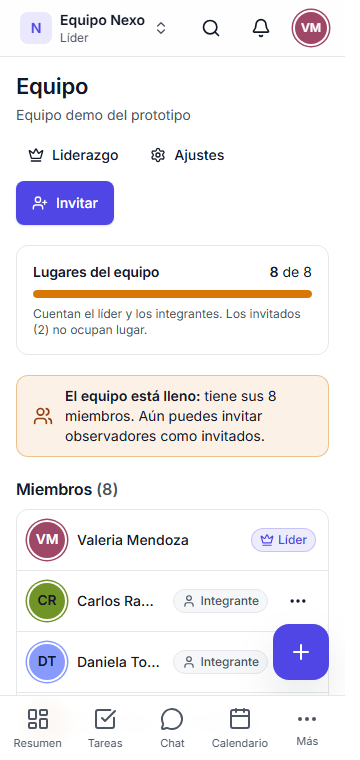 N
Equipo Nexo
Líder
VM
Equipo
Equipo demo del prototipo
Liderazgo
Ajustes
Invitar
Lugares del equipo
8 de 8
Cuentan el líder y los integrantes. Los invitados
(2) no ocupan lugar.
El equipo está lleno: tiene sus 8
miembros. Aún puedes invitar
observadores como invitados.
Miembros (8)
VM
Valeria Mendoza
Líder
CR
Carlos Ra...
Integrante
DT
Daniela To...
Integrante
Resumen
Tareas
Chat
Calendario
Más